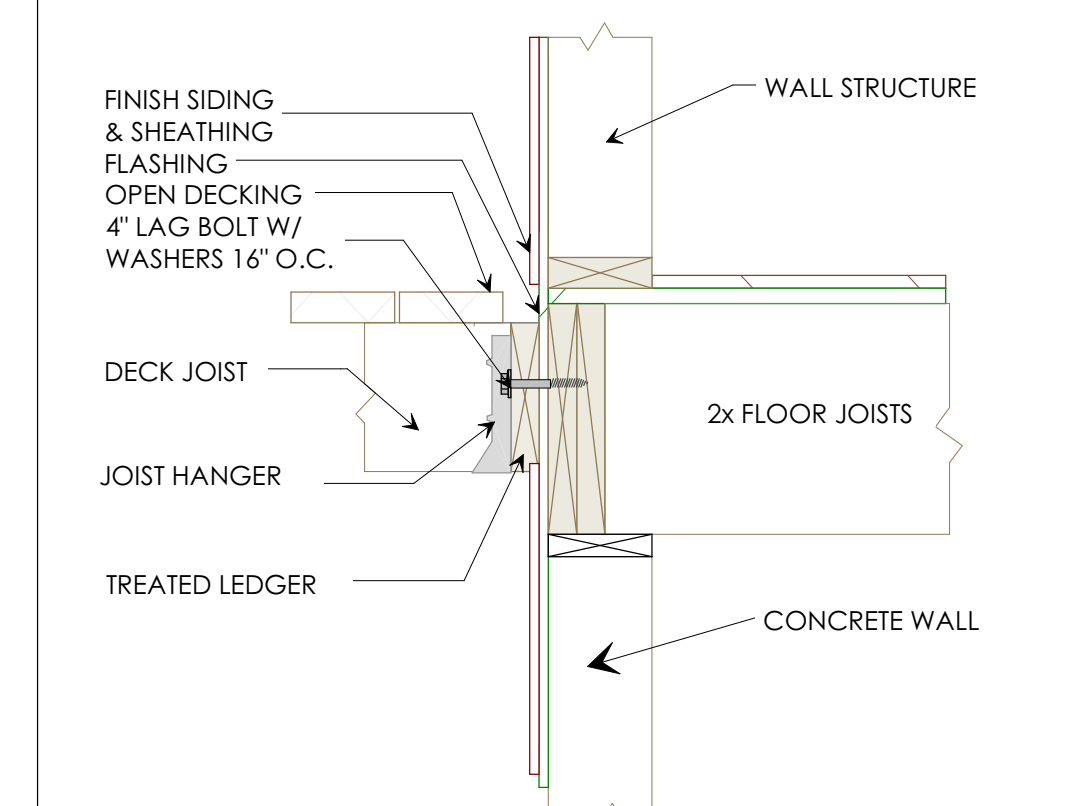 FINISH SIDING
& SHEATHING
FLASHING
OPEN DECKING
4" LAG BOLT W/
WASHERS 16" O.C.
DECK JOIST
JOIST HANGER
TREATED LEDGER
WALL STRUCTURE
2x FLOOR JOISTS
CONCRETE WALL